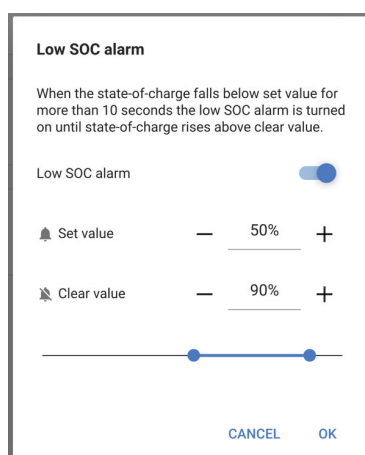 Low SOC alarm
When the state-of-charge falls below set value for
more than 10 seconds the low SOC alarm is turned
on until state-of-charge rises above clear value.
Low SOC alarm
Set value — 50% +
Clear value — 90% +
CANCEL OK